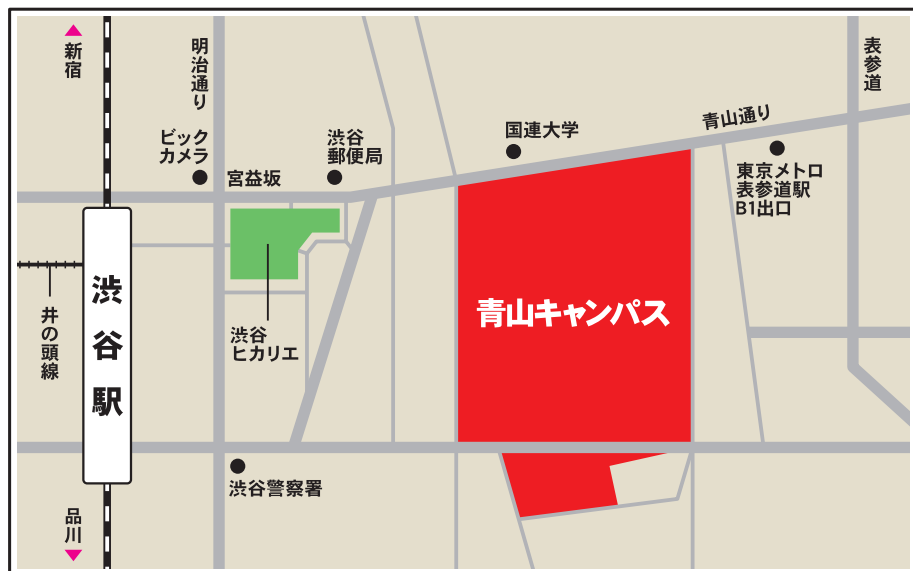 新宿
明治通り
ビック
カメラ
宮益坂
渋谷
郵便局
国連大学
青山通り
表参道
東京メトロ
表参道駅
B1出口
渋谷駅
井の頭線
渋谷
ヒカリエ
青山キャンパス
渋谷警察署
品川